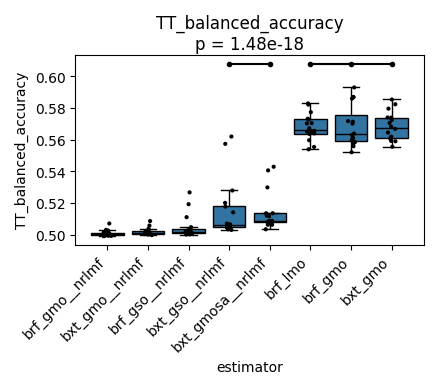 TT_balanced_accuracy
p = 1.48e-18
TT_balanced_accuracy
0.60
0.58
0.56
0.54
0.52
0.50
brf_gmo__nrlmf
bxt_gmo__nrlmf
brf_gso__nrlmf
bxt_gso__nrlmf
bxt_gmosa__nrlmf
brf_lmo
brf_gmo
bxt_gmo
estimator